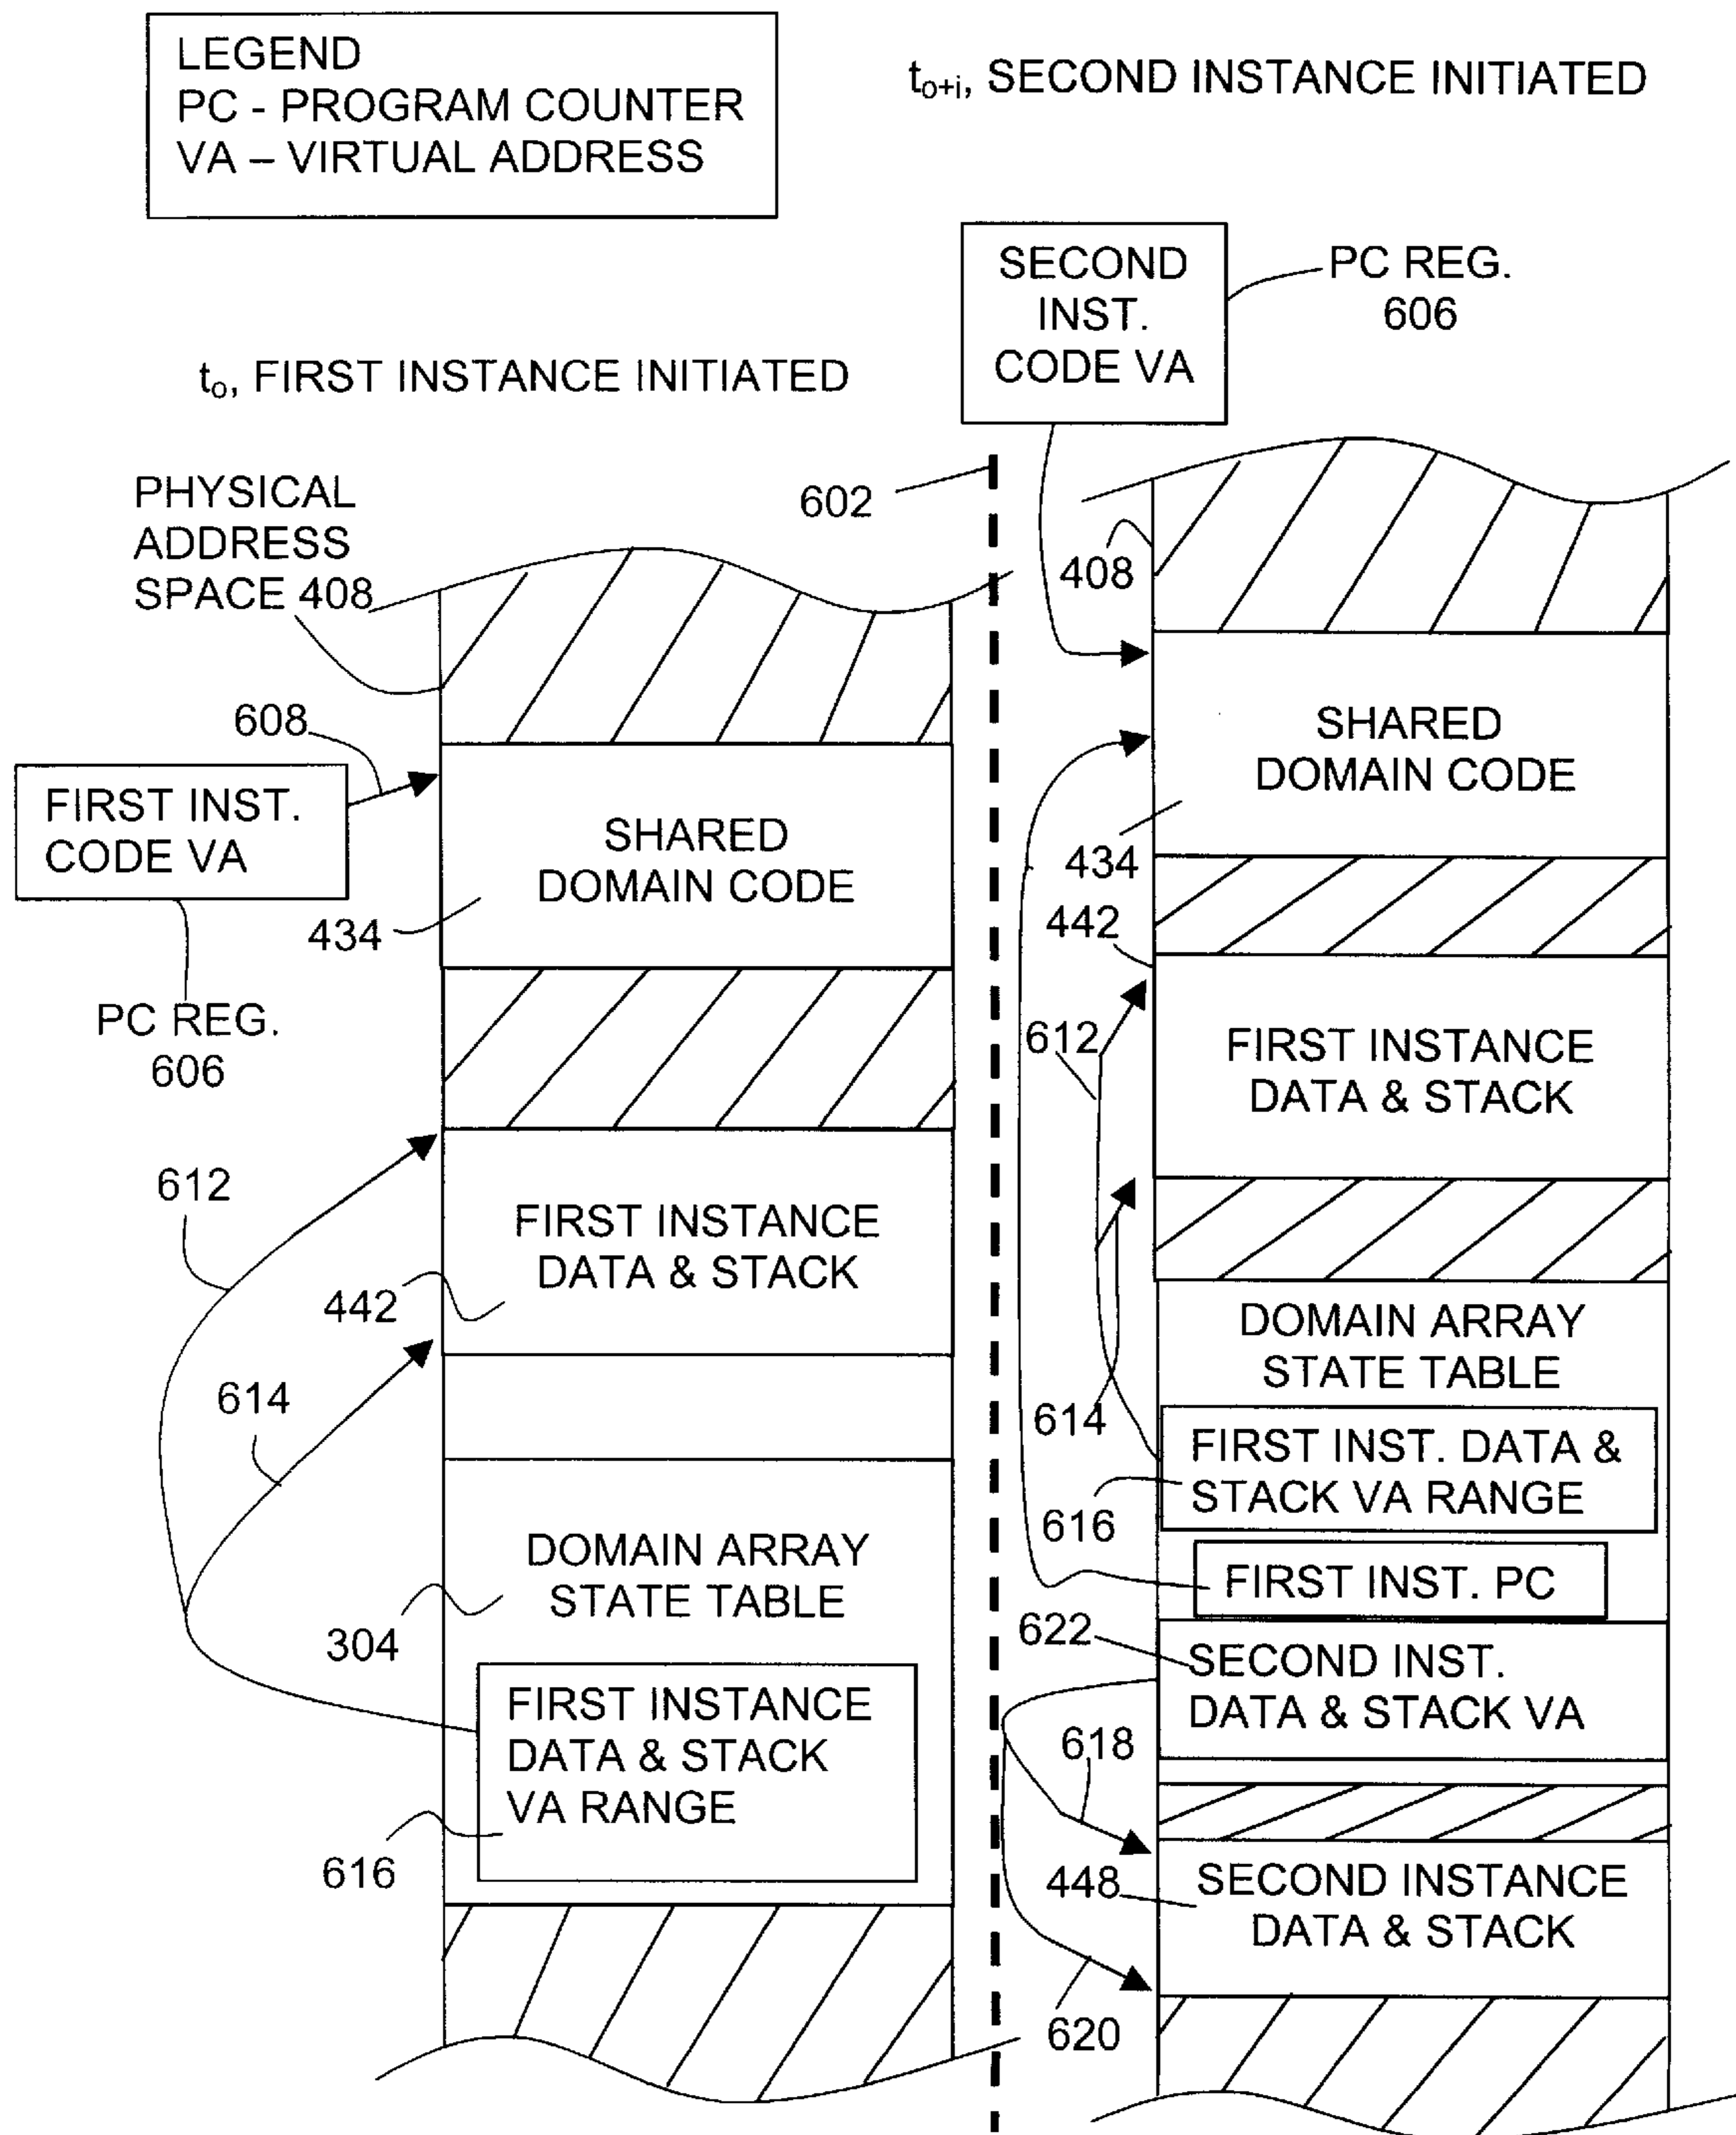 LEGEND
PC - PROGRAM COUNTER
VA – VIRTUAL ADDRESS
to+i, SECOND INSTANCE INITIATED
SECOND
INST.
CODE VA
PC REG.
606
to, FIRST INSTANCE INITIATED
PHYSICAL
ADDRESS
SPACE 408
608
FIRST INST.
CODE VA
PC REG.
606
SHARED
DOMAIN CODE
434
612
614
FIRST INSTANCE
DATA & STACK
442
DOMAIN ARRAY
STATE TABLE
304
FIRST INSTANCE
DATA & STACK
VA RANGE
616
602
408
SHARED
DOMAIN CODE
434
442
612
FIRST INSTANCE
DATA & STACK
DOMAIN ARRAY
STATE TABLE
614
FIRST INST. DATA &
STACK VA RANGE
616
FIRST INST. PC
622
SECOND INST.
DATA & STACK VA
618
448
SECOND INSTANCE
DATA & STACK
620